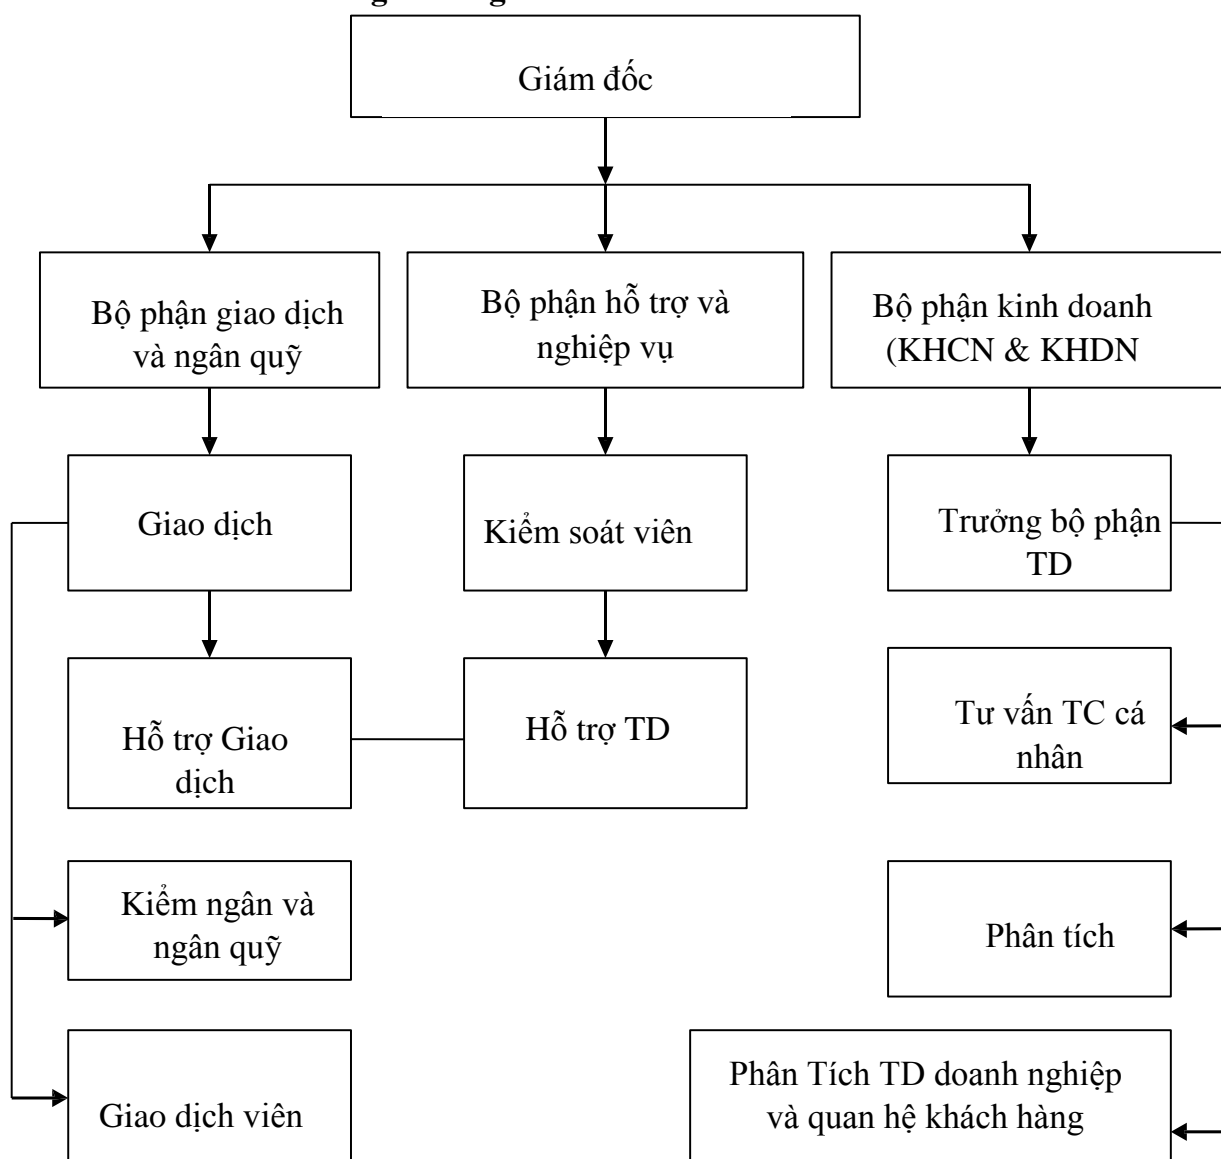 Giám đốc
Bộ phận giao dịch
và ngân quỹ
Bộ phận hỗ trợ và
nghiệp vụ
Bộ phận kinh doanh
(KHCN & KHDN
Giao dịch
Kiểm soát viên
Trưởng bộ phận
TD
Hỗ trợ Giao
dịch
Hỗ trợ TD
Tư vấn TC cá
nhân
Kiểm ngân và
ngân quỹ
Phân tích
Giao dịch viên
Phân Tích TD doanh nghiệp
và quan hệ khách hàng